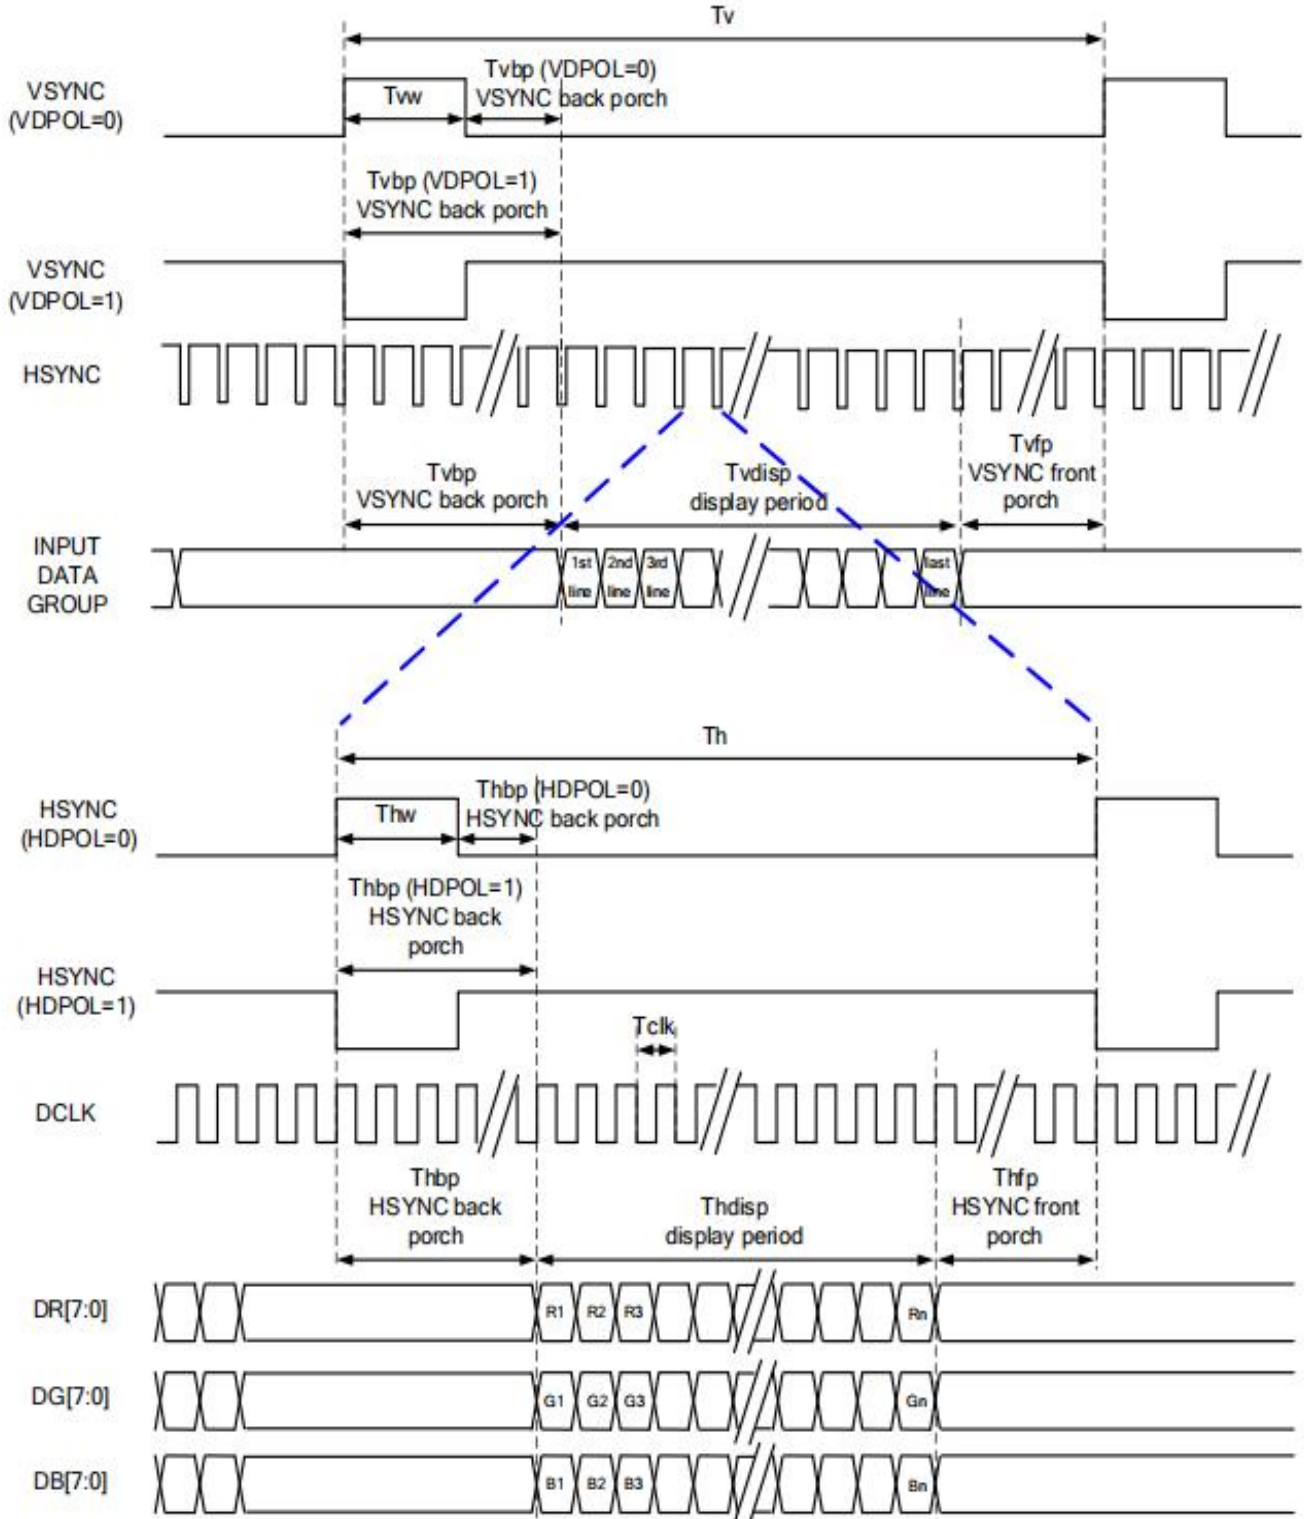 Tv
VSYNC
(VDPOL=0)
Tvw
Tvbp (VDPOL=0)
VSYNC back porch
Tvbp (VDPOL=1)
VSYNC back porch
VSYNC
(VDPOL=1)
HSYNC
Tvbp
VSYNC back porch
Tvdisp
display period
Tvfp
VSYNC front
porch
INPUT
DATA
GROUP
1st
line
2nd
line
3rd
line
last
line
Th
HSYNC
(HDPOL=0)
Thw
Thbp (HDPOL=0)
HSYNC back porch
Thbp (HDPOL=1)
HSYNC back
porch
HSYNC
(HDPOL=1)
Tclk
DCLK
Thbp
HSYNC back
porch
Thdisp
display period
Thfp
HSYNC front
porch
DR[7:0]
R1 R2 R3 Rn
DG[7:0]
G1 G2 G3 Gn
DB[7:0]
B1 B2 B3 Bn